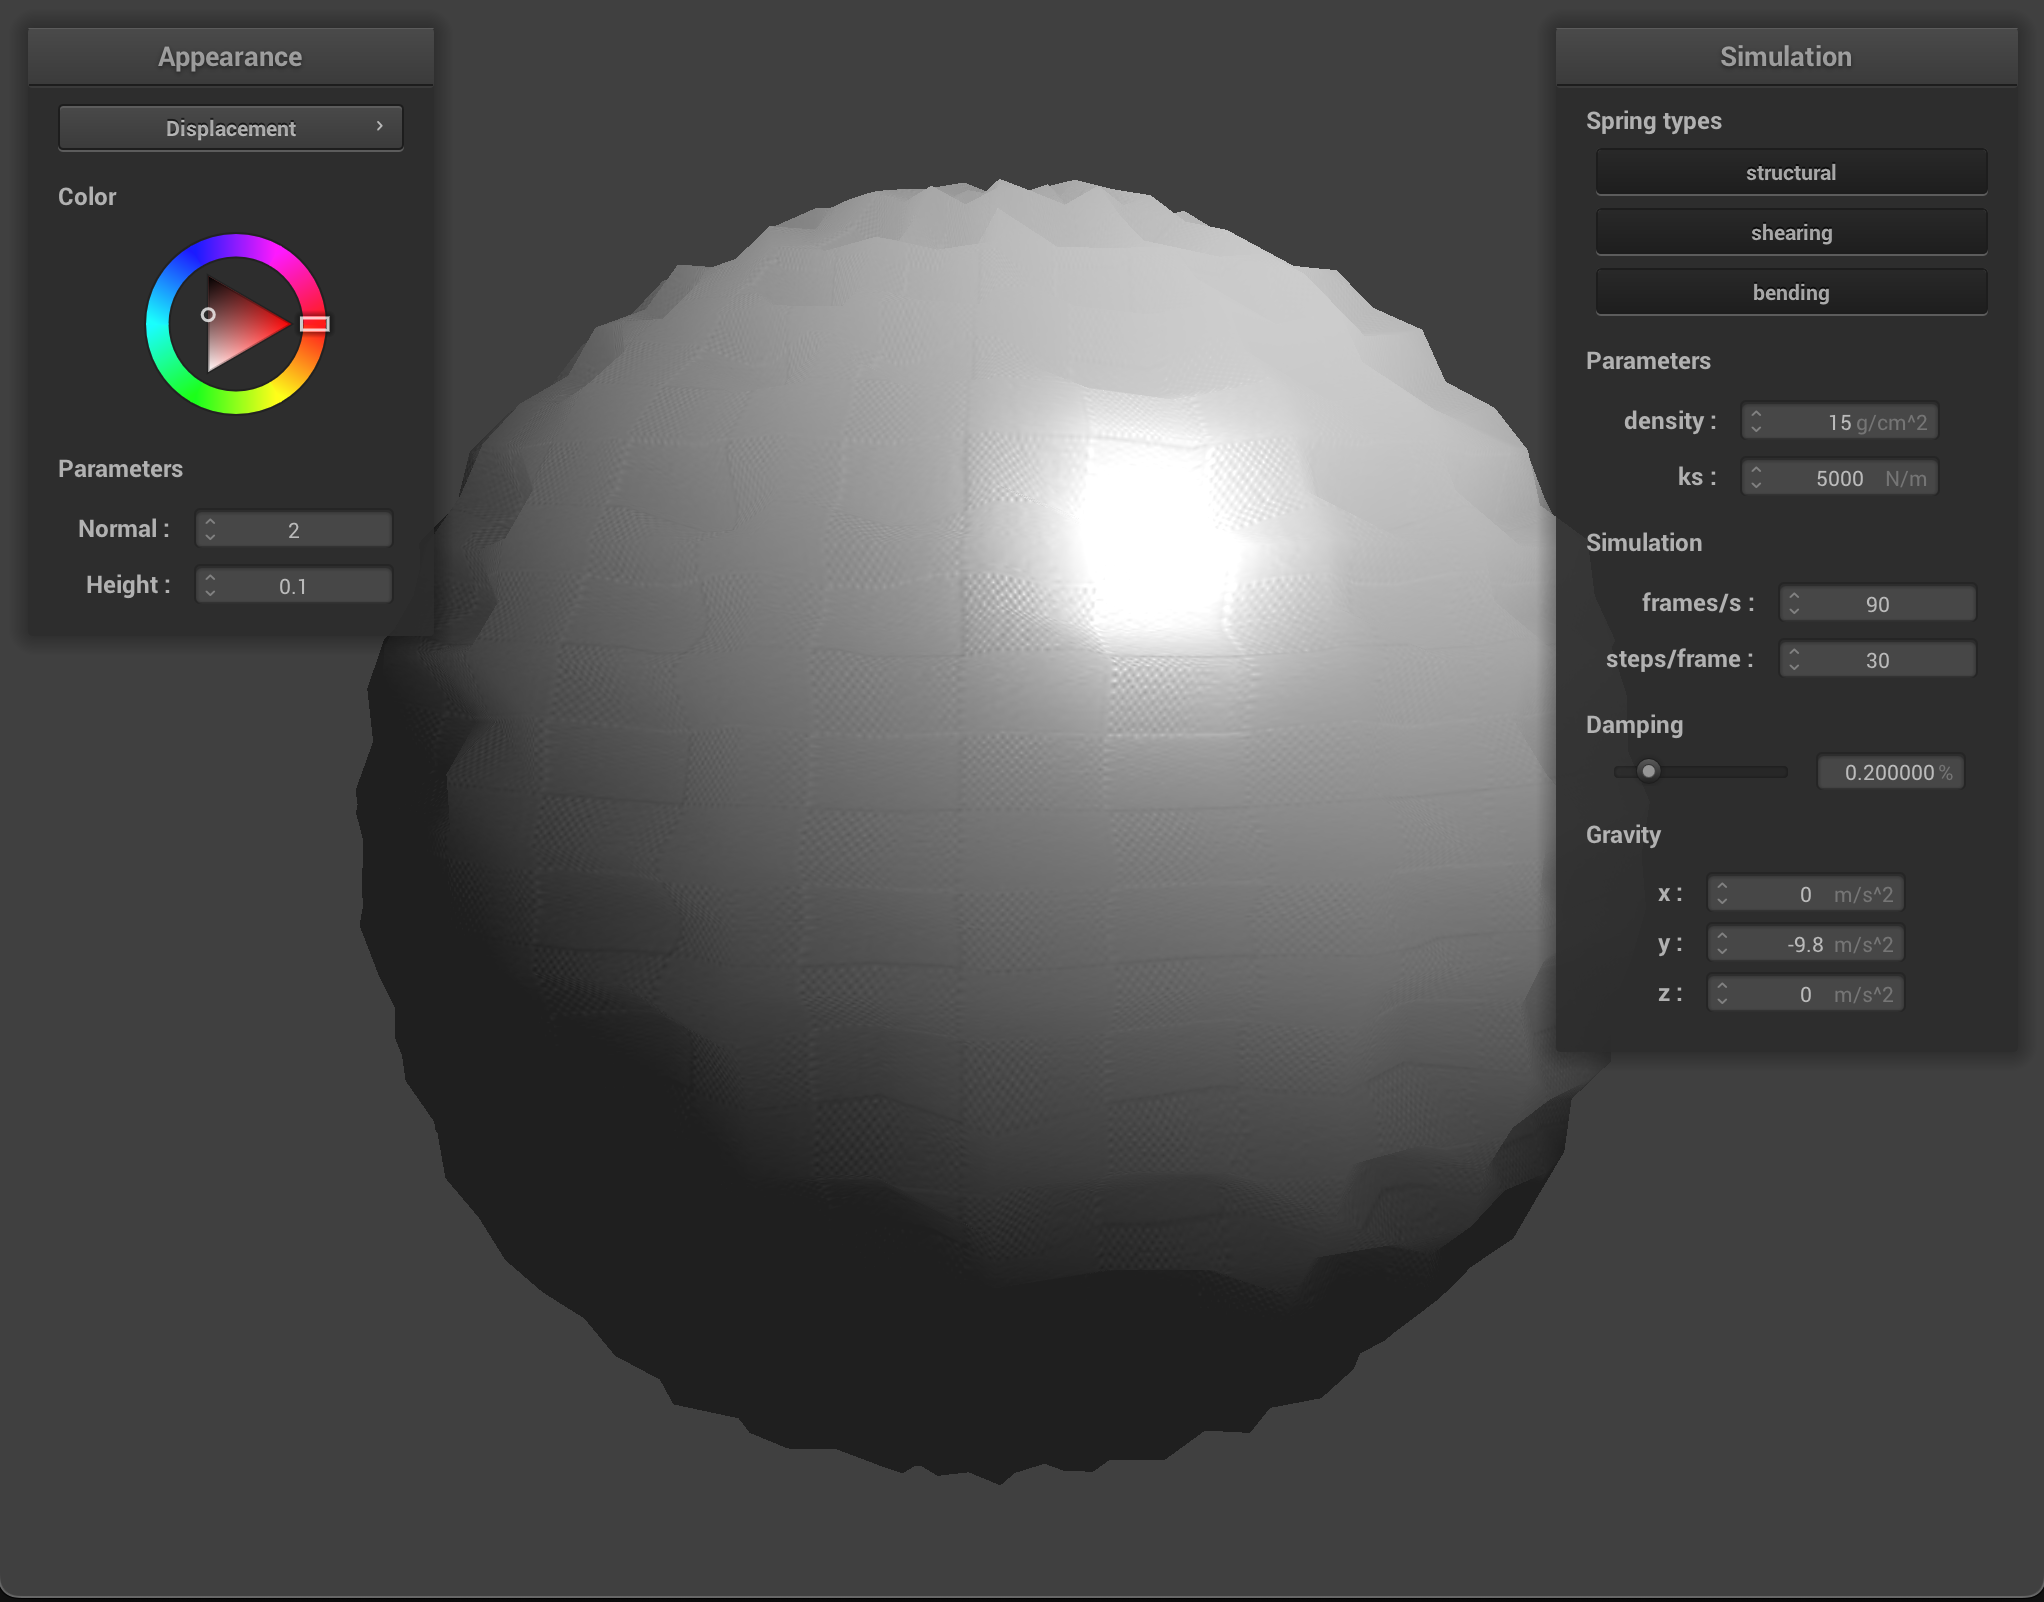 Appearance
Displacement
Color
Parameters
Normal : 2
Height : 0.1
Simulation
Spring types
structural
shearing
bending
Parameters
density : 15 g/cm^2
ks : 5000 N/m
Simulation
frames/s : 90
steps/frame : 30
Damping
0.200000 %
Gravity
x : 0 m/s^2
y : -9.8 m/s^2
z : 0 m/s^2